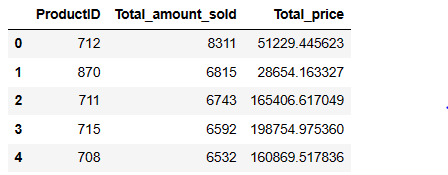 ProductID Total_amount_sold Total_price
0 712 8311 51229.445623
1 870 6815 28654.163327
2 711 6743 165406.617049
3 715 6592 198754.975360
4 708 6532 160869.517836